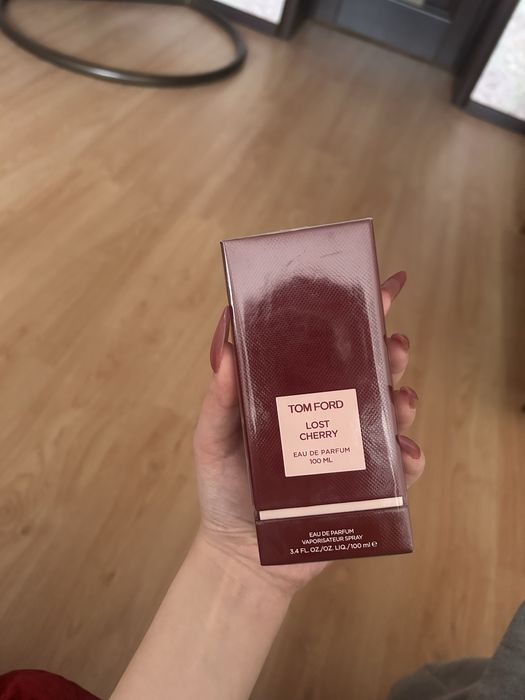 TOM FORD
LOST
CHERRY
EAU DE PARFUM
100 ML
EAU DE PARFUM
VAPORISATEUR SPRAY
3.4 FL. OZ./OZ. LIQ./100 ml ℮